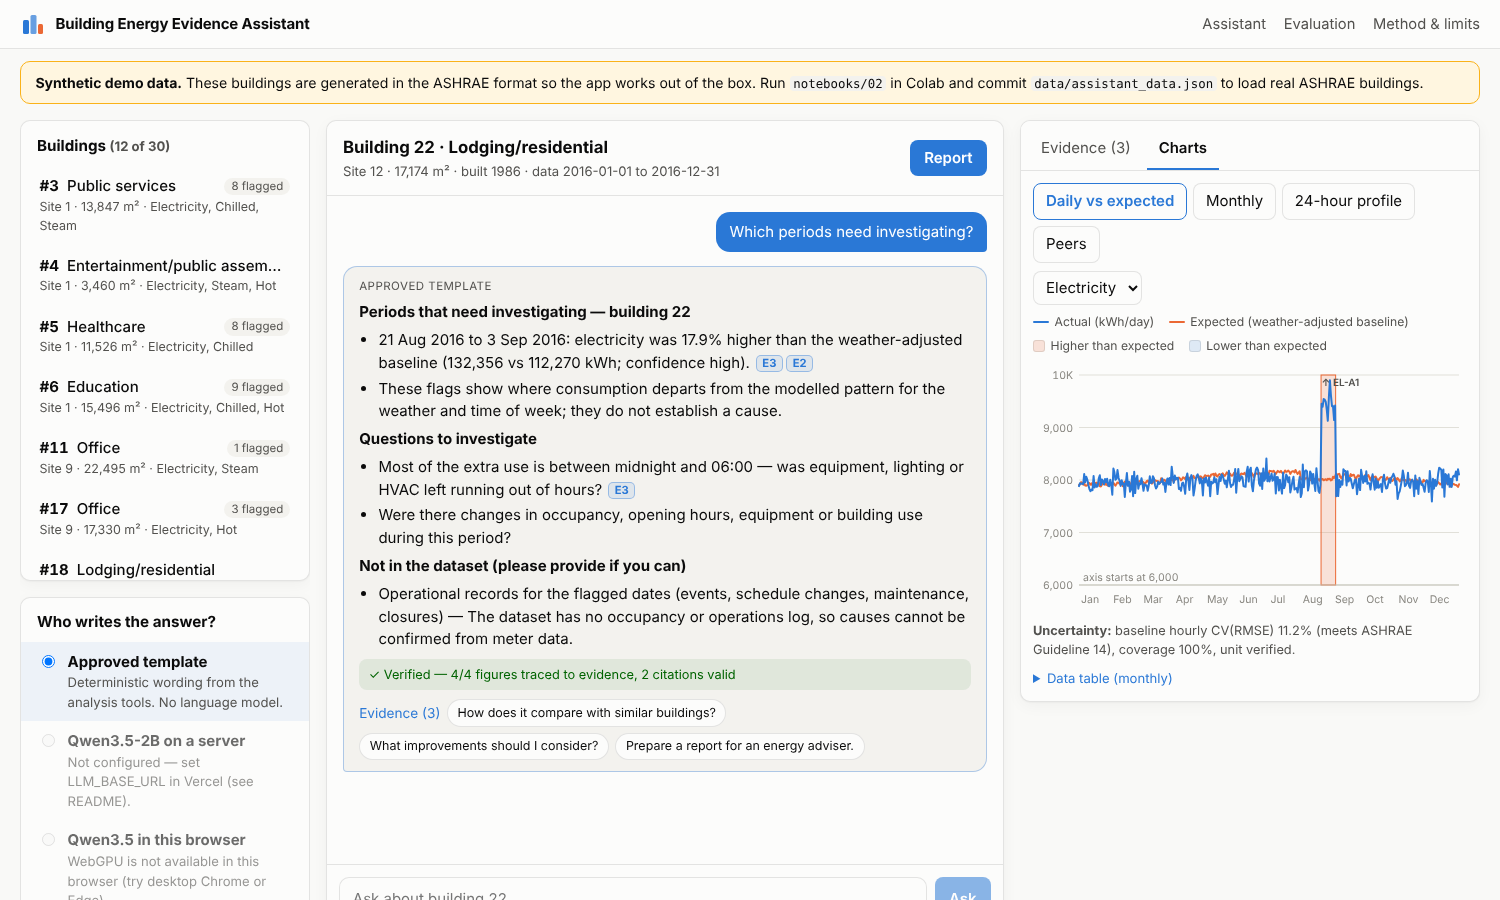 Building Energy Evidence Assistant
Assistant Evaluation Method & limits
Synthetic demo data. These buildings are generated in the ASHRAE format so the app works out of the box. Run notebooks/02 in Colab and commit data/assistant_data.json to load real ASHRAE buildings.
Buildings (12 of 30)
#3 Public services 8 flagged
Site 1 · 13,847 m² · Electricity, Chilled,
Steam
#4 Entertainment/public assem...
Site 1 · 3,460 m² · Electricity, Steam, Hot
#5 Healthcare 8 flagged
Site 1 · 11,526 m² · Electricity, Chilled
#6 Education 9 flagged
Site 1 · 15,496 m² · Electricity, Chilled, Hot
#11 Office 1 flagged
Site 9 · 22,495 m² · Electricity, Steam
#17 Office 3 flagged
Site 9 · 17,330 m² · Electricity, Hot
#18 Lodging/residential
Who writes the answer?
Approved template
Deterministic wording from the
analysis tools. No language model.
Qwen3.5-2B on a server
Not configured — set
LLM_BASE_URL in Vercel (see
README).
Qwen3.5 in this browser
WebGPU is not available in this
browser (try desktop Chrome or
Edge)
Building 22 · Lodging/residential
Site 12 · 17,174 m² · built 1986 · data 2016-01-01 to 2016-12-31
Report
Which periods need investigating?
APPROVED TEMPLATE
Periods that need investigating — building 22
• 21 Aug 2016 to 3 Sep 2016: electricity was 17.9% higher than the weather-adjusted
baseline (132,356 vs 112,270 kWh; confidence high). E3 E2
• These flags show where consumption departs from the modelled pattern for the
weather and time of week; they do not establish a cause.
Questions to investigate
• Most of the extra use is between midnight and 06:00 — was equipment, lighting or
HVAC left running out of hours? E3
• Were there changes in occupancy, opening hours, equipment or building use
during this period?
Not in the dataset (please provide if you can)
• Operational records for the flagged dates (events, schedule changes, maintenance,
closures) — The dataset has no occupancy or operations log, so causes cannot be
confirmed from meter data.
✓ Verified — 4/4 figures traced to evidence, 2 citations valid
Evidence (3) How does it compare with similar buildings?
What improvements should I consider? Prepare a report for an energy adviser.
Ask about building 22
Ask
Evidence (3) Charts
Daily vs expected Monthly 24-hour profile
Peers
Electricity
Actual (kWh/day) Expected (weather-adjusted baseline)
Higher than expected Lower than expected
10K
↑ EL-A1
9,000
8,000
7,000
6,000
axis starts at 6,000
Jan Feb Mar Apr May Jun Jul Aug Sep Oct Nov Dec
Uncertainty: baseline hourly CV(RMSE) 11.2% (meets ASHRAE
Guideline 14), coverage 100%, unit verified.
▶ Data table (monthly)